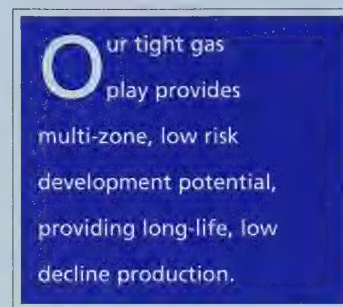 Our tight gas
play provides
multi-zone, low risk
development potential,
providing long-life, low
decline production.